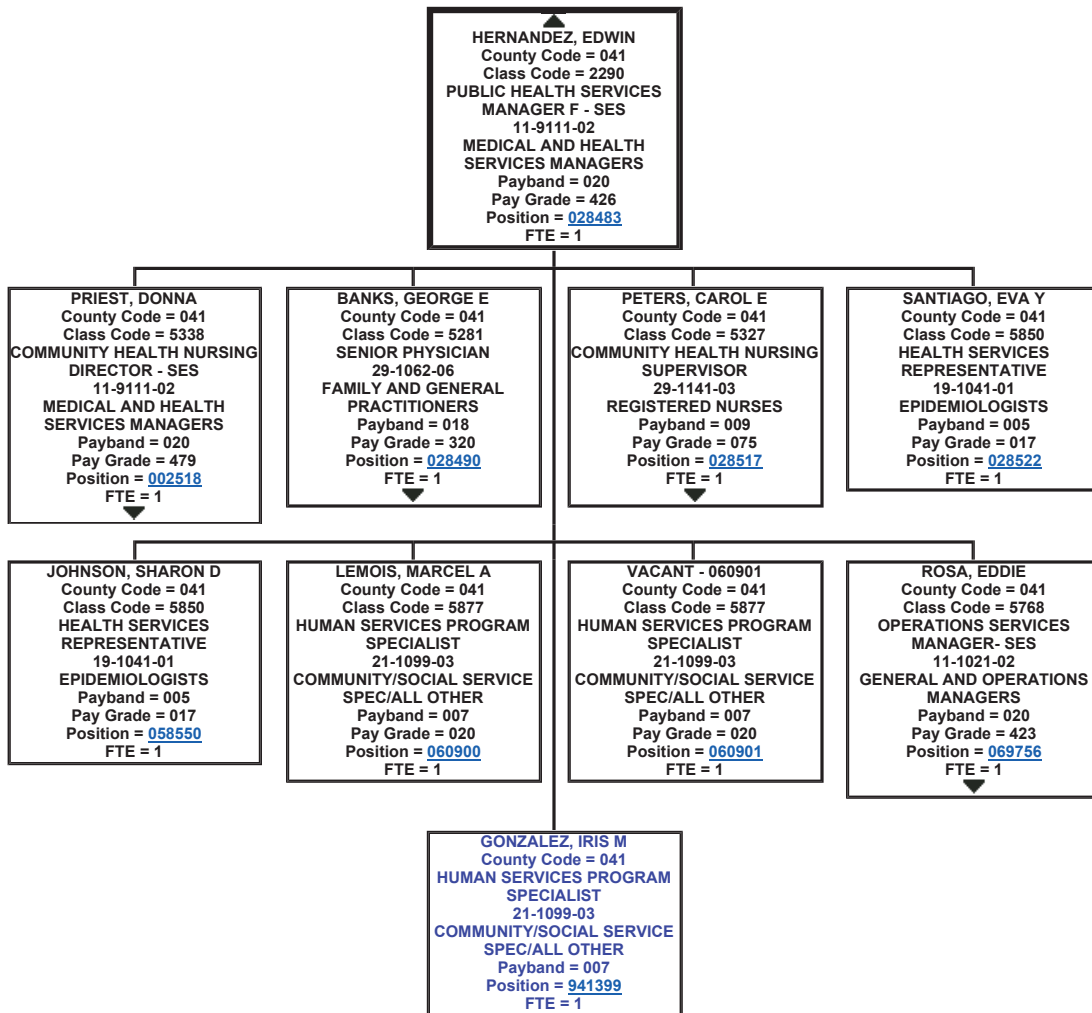 HERNANDEZ, EDWIN
County Code = 041
Class Code = 2290
PUBLIC HEALTH SERVICES
MANAGER F - SES
11-9111-02
MEDICAL AND HEALTH
SERVICES MANAGERS
Payband = 020
Pay Grade = 426
Position = 028483
FTE = 1
PRIEST, DONNA
County Code = 041
Class Code = 5338
COMMUNITY HEALTH NURSING
DIRECTOR - SES
11-9111-02
MEDICAL AND HEALTH
SERVICES MANAGERS
Payband = 020
Pay Grade = 479
Position = 002518
FTE = 1
BANKS, GEORGE E
County Code = 041
Class Code = 5281
SENIOR PHYSICIAN
29-1062-06
FAMILY AND GENERAL
PRACTITIONERS
Payband = 018
Pay Grade = 320
Position = 028490
FTE = 1
PETERS, CAROL E
County Code = 041
Class Code = 5327
COMMUNITY HEALTH NURSING
SUPERVISOR
29-1141-03
REGISTERED NURSES
Payband = 009
Pay Grade = 075
Position = 028517
FTE = 1
SANTIAGO, EVA Y
County Code = 041
Class Code = 5850
HEALTH SERVICES
REPRESENTATIVE
19-1041-01
EPIDEMIOLOGISTS
Payband = 005
Pay Grade = 017
Position = 028522
FTE = 1
JOHNSON, SHARON D
County Code = 041
Class Code = 5850
HEALTH SERVICES
REPRESENTATIVE
19-1041-01
EPIDEMIOLOGISTS
Payband = 005
Pay Grade = 017
Position = 058550
FTE = 1
LEMOIS, MARCEL A
County Code = 041
Class Code = 5877
HUMAN SERVICES PROGRAM
SPECIALIST
21-1099-03
COMMUNITY/SOCIAL SERVICE
SPEC/ALL OTHER
Payband = 007
Pay Grade = 020
Position = 060900
FTE = 1
VACANT - 060901
County Code = 041
Class Code = 5877
HUMAN SERVICES PROGRAM
SPECIALIST
21-1099-03
COMMUNITY/SOCIAL SERVICE
SPEC/ALL OTHER
Payband = 007
Pay Grade = 020
Position = 060901
FTE = 1
ROSA, EDDIE
County Code = 041
Class Code = 5768
OPERATIONS SERVICES
MANAGER- SES
11-1021-02
GENERAL AND OPERATIONS
MANAGERS
Payband = 020
Pay Grade = 423
Position = 069756
FTE = 1
GONZALEZ, IRIS M
County Code = 041
HUMAN SERVICES PROGRAM
SPECIALIST
21-1099-03
COMMUNITY/SOCIAL SERVICE
SPEC/ALL OTHER
Payband = 007
Position = 941399
FTE = 1